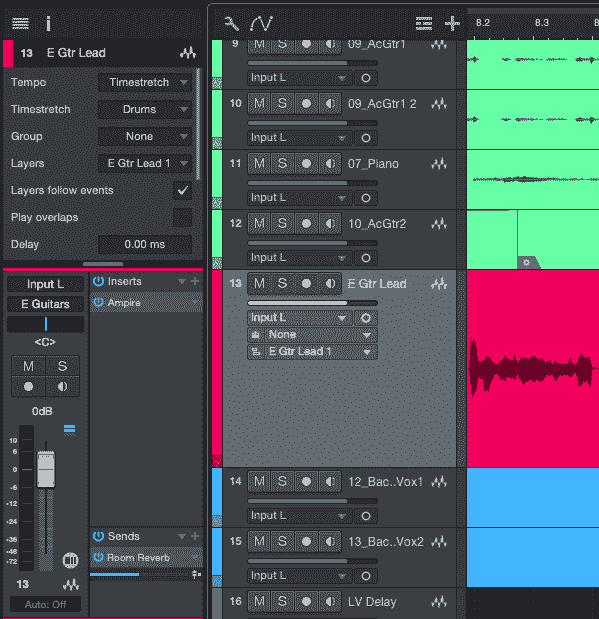 8.2 8.3 8
13 E Gtr Lead
Tempo Timestretch
Timestretch Drums
Group None
Layers E Gtr Lead 1
Layers follow events
Play overlaps
Delay 0.00 ms
Input L
E Guitars
<C>
M S
0dB
10
6
0
-6
-12
-24
-36
-48
-72
13
Auto: Off
Inserts
Ampire
Sends
Room Reverb
9 M S 09_AcGtr1
Input L
10 M S 09_AcGtr1 2
Input L
11 M S 07_Piano
Input L
12 M S 10_AcGtr2
Input L
13 M S E Gtr Lead
Input L
None
E Gtr Lead 1
14 M S 12_Bac..Vox1
Input L
15 M S 13_Bac..Vox2
Input L
16 M S LV Delay